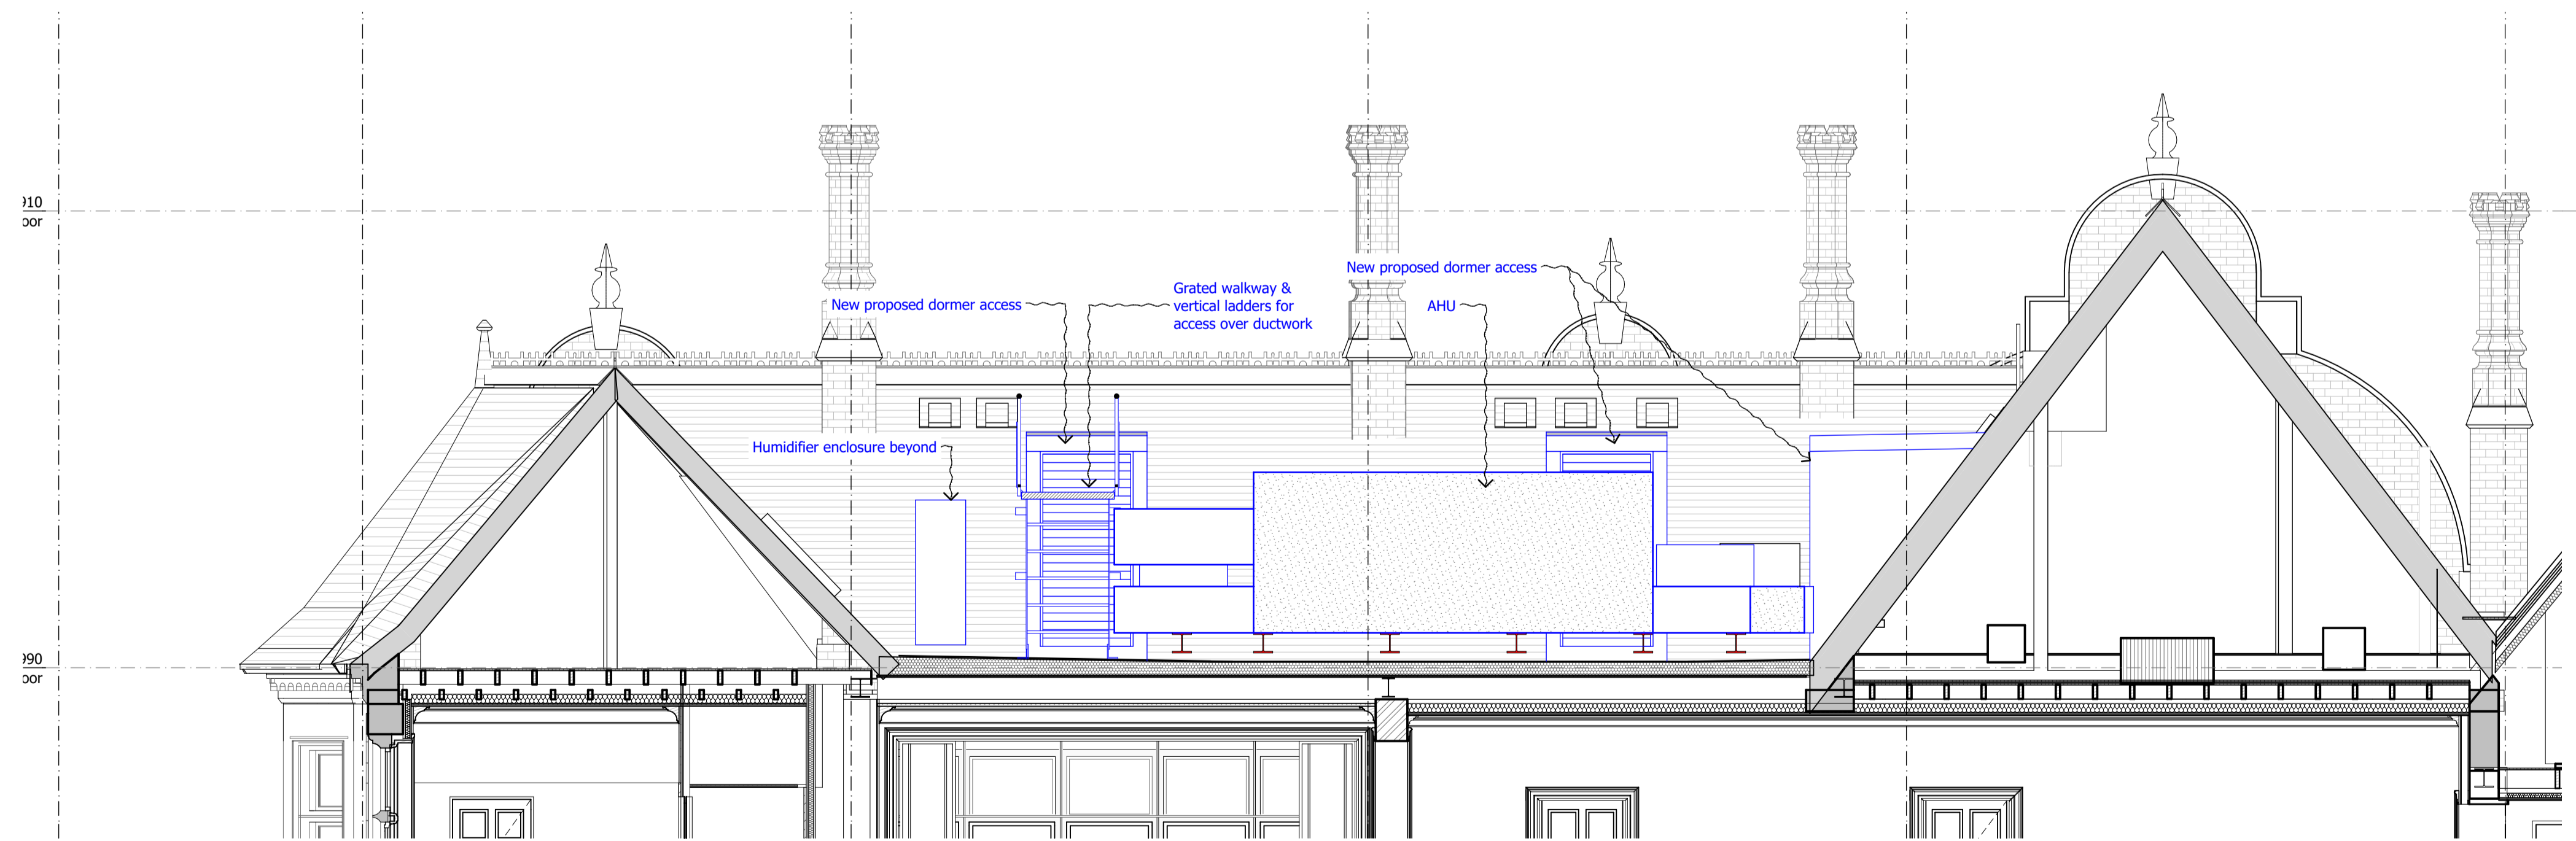 910
oor
New proposed dormer access
Grated walkway &
vertical ladders for
access over ductwork
New proposed dormer access
AHU
Humidifier enclosure beyond
990
oor